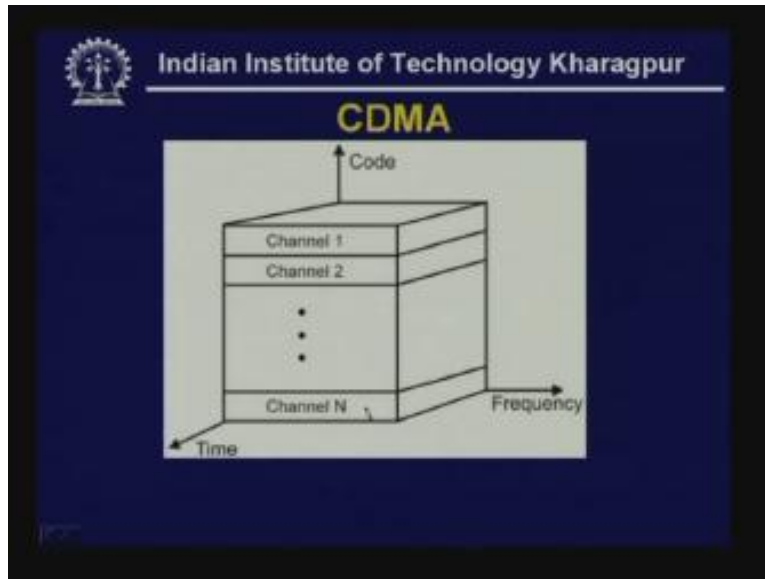 Indian Institute of Technology Kharagpur
CDMA
Code
Channel 1
Channel 2
Channel N
Frequency
Time